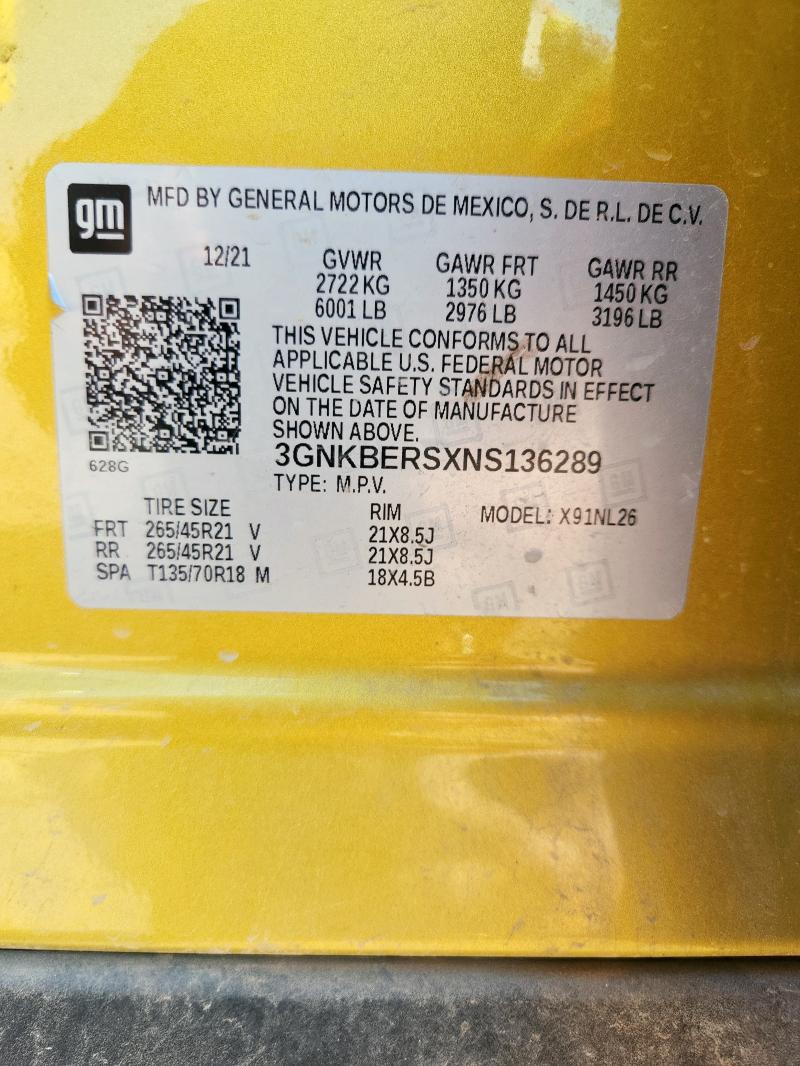 gm
MFD BY GENERAL MOTORS DE MEXICO, S. DE R.L. DE C.V.
12/21 GVWR GAWR FRT GAWR RR
2722 KG 1350 KG 1450 KG
6001 LB 2976 LB 3196 LB
THIS VEHICLE CONFORMS TO ALL
APPLICABLE U.S. FEDERAL MOTOR
VEHICLE SAFETY STANDARDS IN EFFECT
ON THE DATE OF MANUFACTURE
SHOWN ABOVE.
628G
3GNKBERSXNS136289
TYPE: M.P.V.
TIRE SIZE RIM MODEL: X91NL26
FRT 265/45R21 V 21X8.5J
RR 265/45R21 V 21X8.5J
SPA T135/70R18 M 18X4.5B